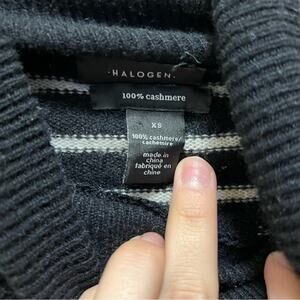 ·HALOGEN·
100% cashmere
XS
100% cashmere/
cachemire
made in
china
fabriqué en
chine